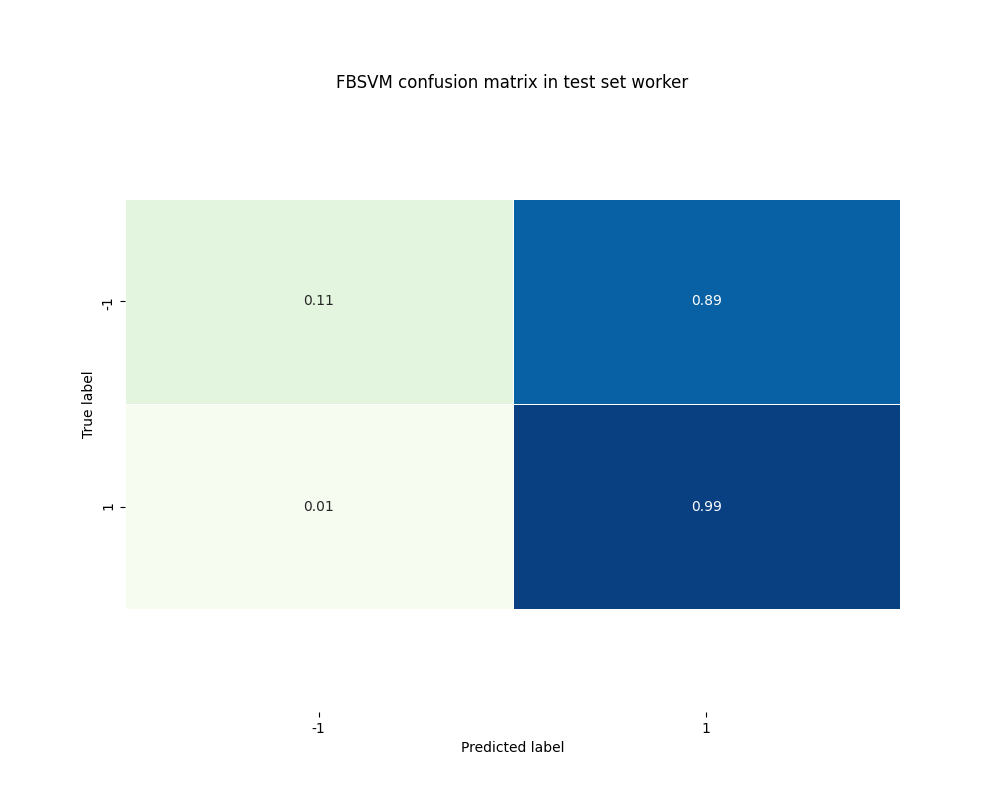 FBSVM confusion matrix in test set worker
-1
0.11
0.89
True label
1
0.01
0.99
-1
1
Predicted label